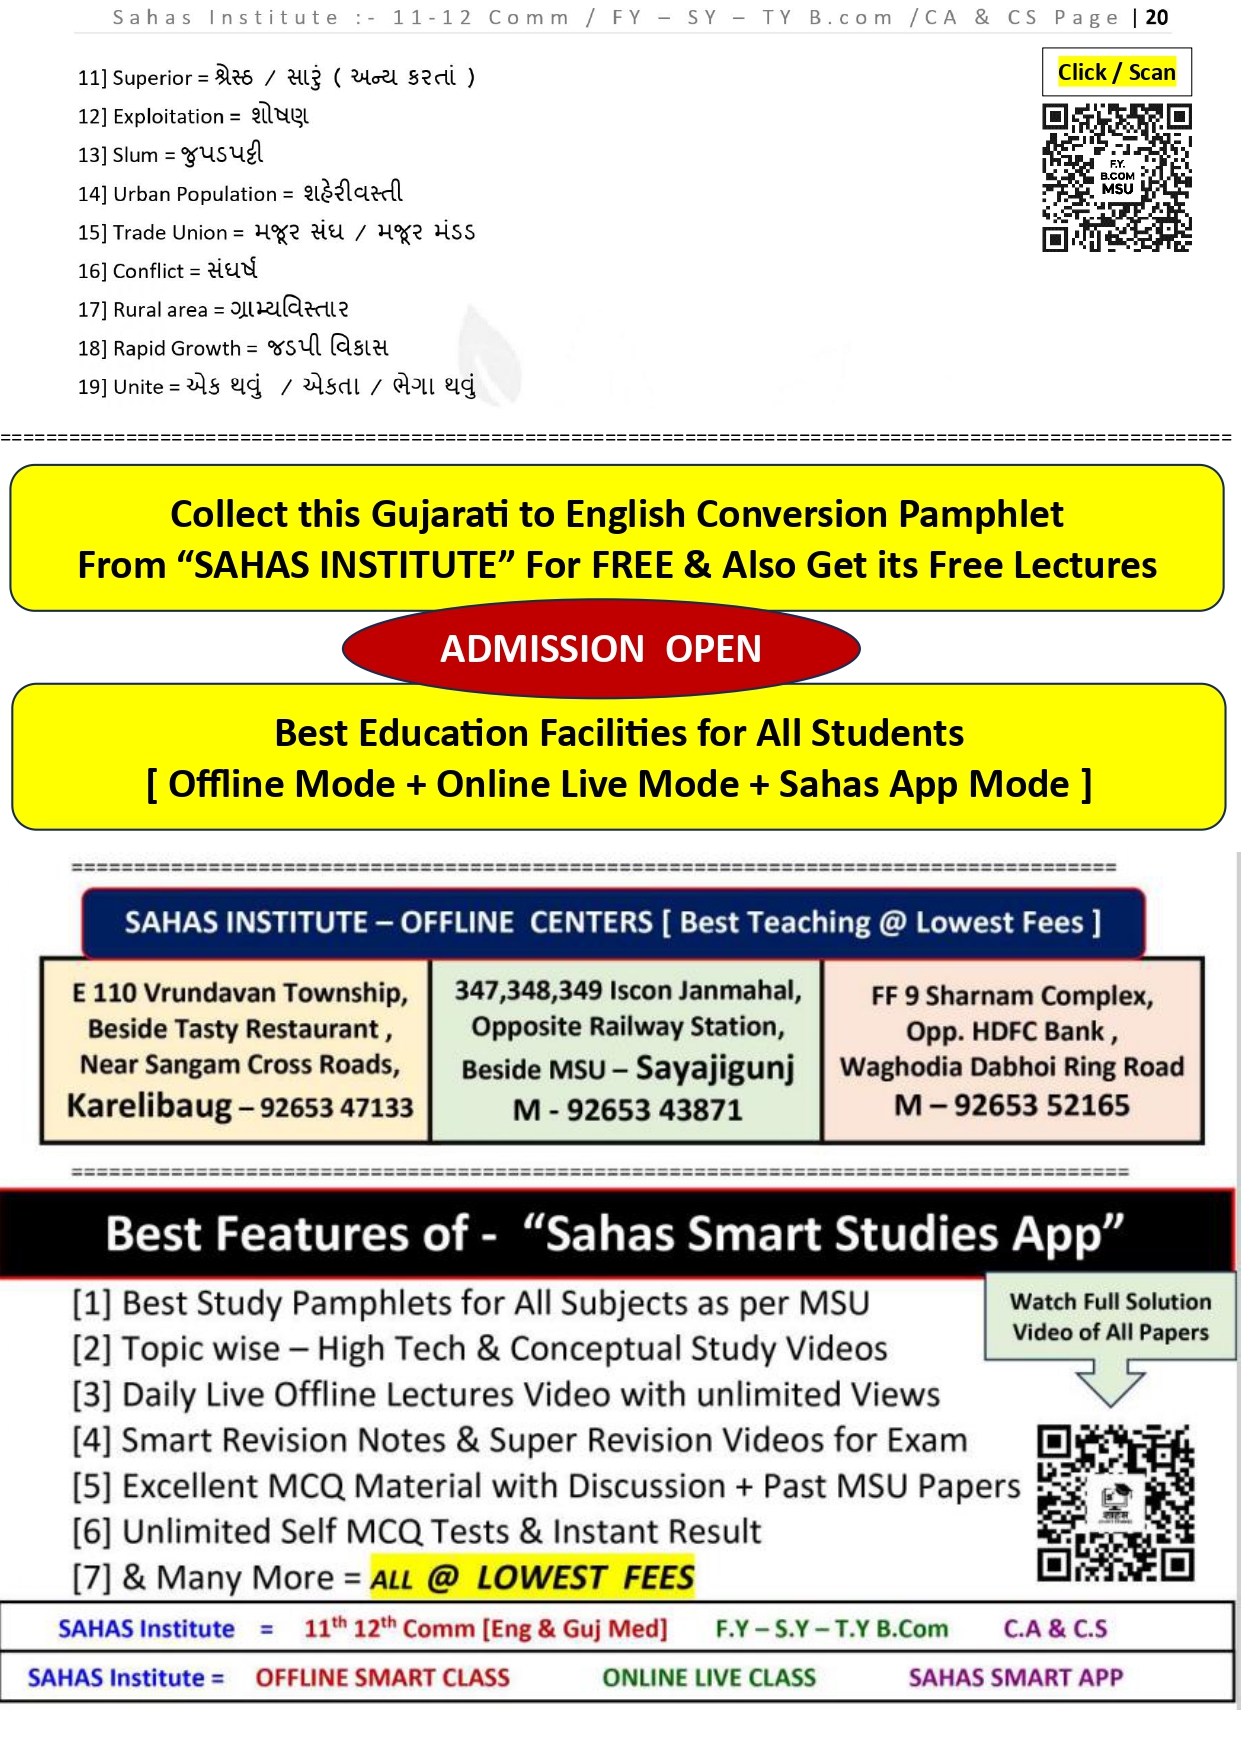 Sahas Institute :- 11-12 Comm / FY – SY – TY B.com /CA & CS Page | 20
11] Superior = શ્રેસ્ઠ / સારું ( અન્ય કરતાં )
Click / Scan
12] Exploitation = શોષણ
13] Slum = જુપડપટ્ટી
14] Urban Population = શહેરીવસ્તી
F.Y.
B.COM
MSU
15] Trade Union = મજૂર સંઘ / મજૂર મંડડ
16] Conflict = સંઘર્ષ
17] Rural area = ગ્રામ્યવિસ્તાર
18] Rapid Growth = જડપી વિકાસ
19] Unite = એક થવું / એકતા / ભેગા થવું
Collect this Gujarati to English Conversion Pamphlet
From “SAHAS INSTITUTE” For FREE & Also Get its Free Lectures
ADMISSION OPEN
Best Education Facilities for All Students
[ Offline Mode + Online Live Mode + Sahas App Mode ]
SAHAS INSTITUTE – OFFLINE CENTERS [ Best Teaching @ Lowest Fees ]
E 110 Vrundavan Township,
Beside Tasty Restaurant ,
Near Sangam Cross Roads,
Karelibaug – 92653 47133
347,348,349 Iscon Janmahal,
Opposite Railway Station,
Beside MSU – Sayajigunj
M - 92653 43871
FF 9 Sharnam Complex,
Opp. HDFC Bank ,
Waghodia Dabhoi Ring Road
M – 92653 52165
Best Features of - “Sahas Smart Studies App”
[1] Best Study Pamphlets for All Subjects as per MSU
[2] Topic wise – High Tech & Conceptual Study Videos
[3] Daily Live Offline Lectures Video with unlimited Views
[4] Smart Revision Notes & Super Revision Videos for Exam
[5] Excellent MCQ Material with Discussion + Past MSU Papers
[6] Unlimited Self MCQ Tests & Instant Result
[7] & Many More = ALL @ LOWEST FEES
Watch Full Solution
Video of All Papers
साहस
SAHAS Institute = 11th 12th Comm [Eng & Guj Med] F.Y – S.Y – T.Y B.Com C.A & C.S
SAHAS Institute = OFFLINE SMART CLASS ONLINE LIVE CLASS SAHAS SMART APP